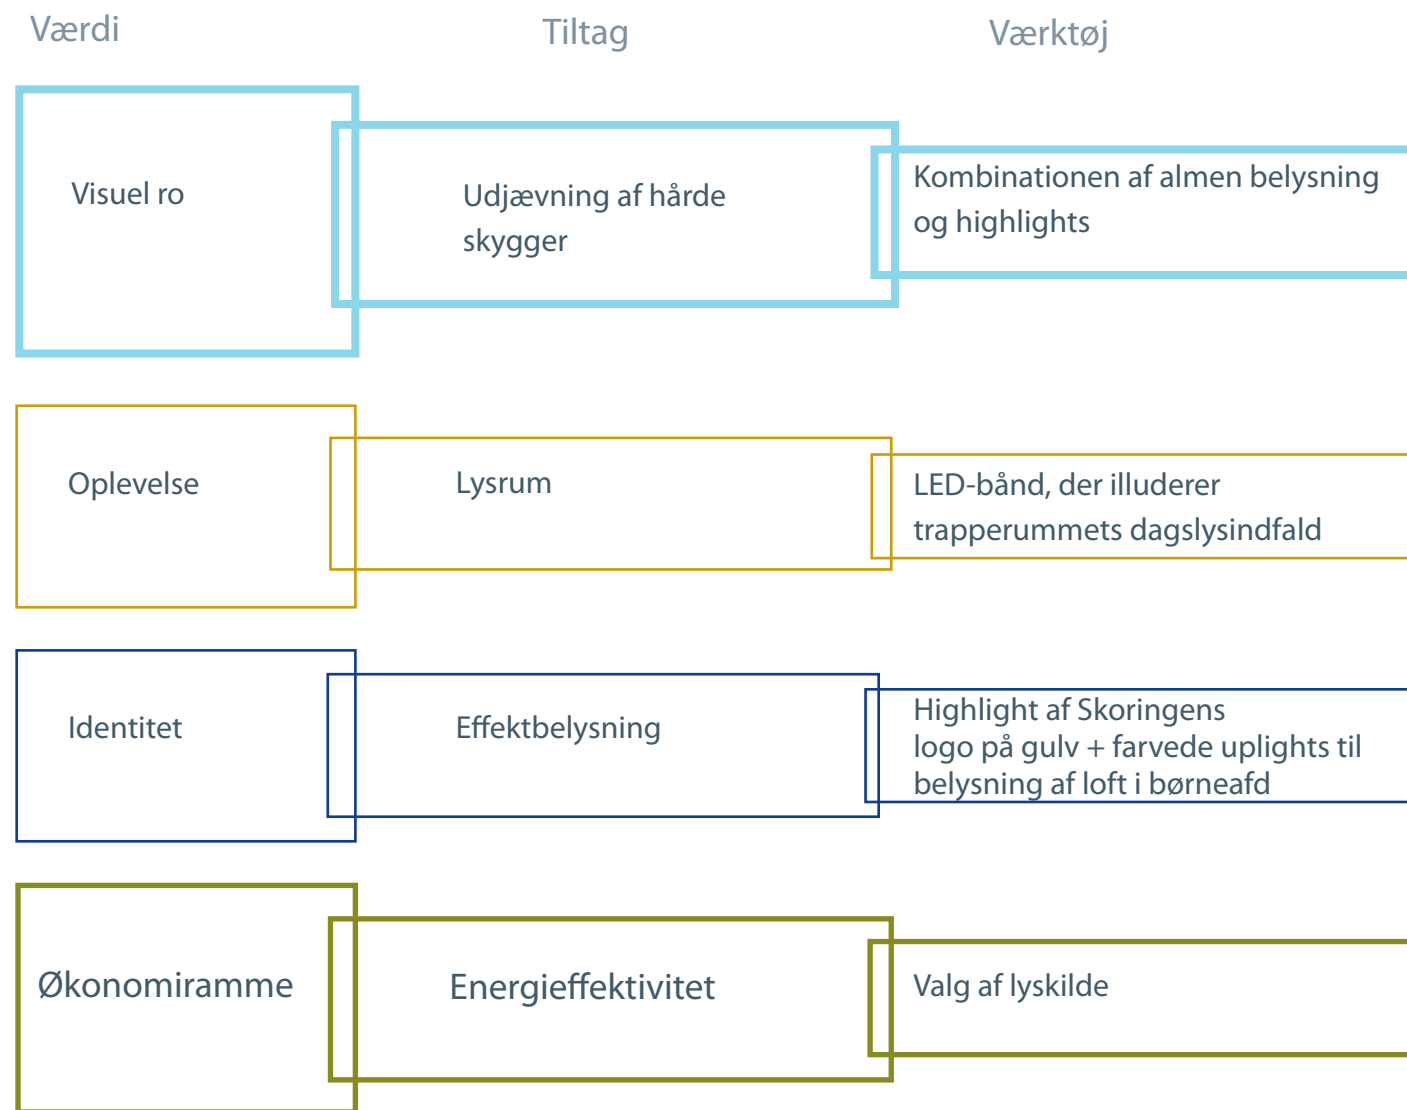 Værdi
Tiltag
Værktøj
Visuel ro
Udjævning af hårde
skygger
Kombinationen af almen belysning
og highlights
Oplevelse
Lysrum
LED-bånd, der illuderer
trapperummets dagslysindfald
Identitet
Effektbelysning
Highlight af Skoringens
logo på gulv + farvede uplights til
belysning af loft i børneafd
Økonomiramme
Energieffektivitet
Valg af lyskilde